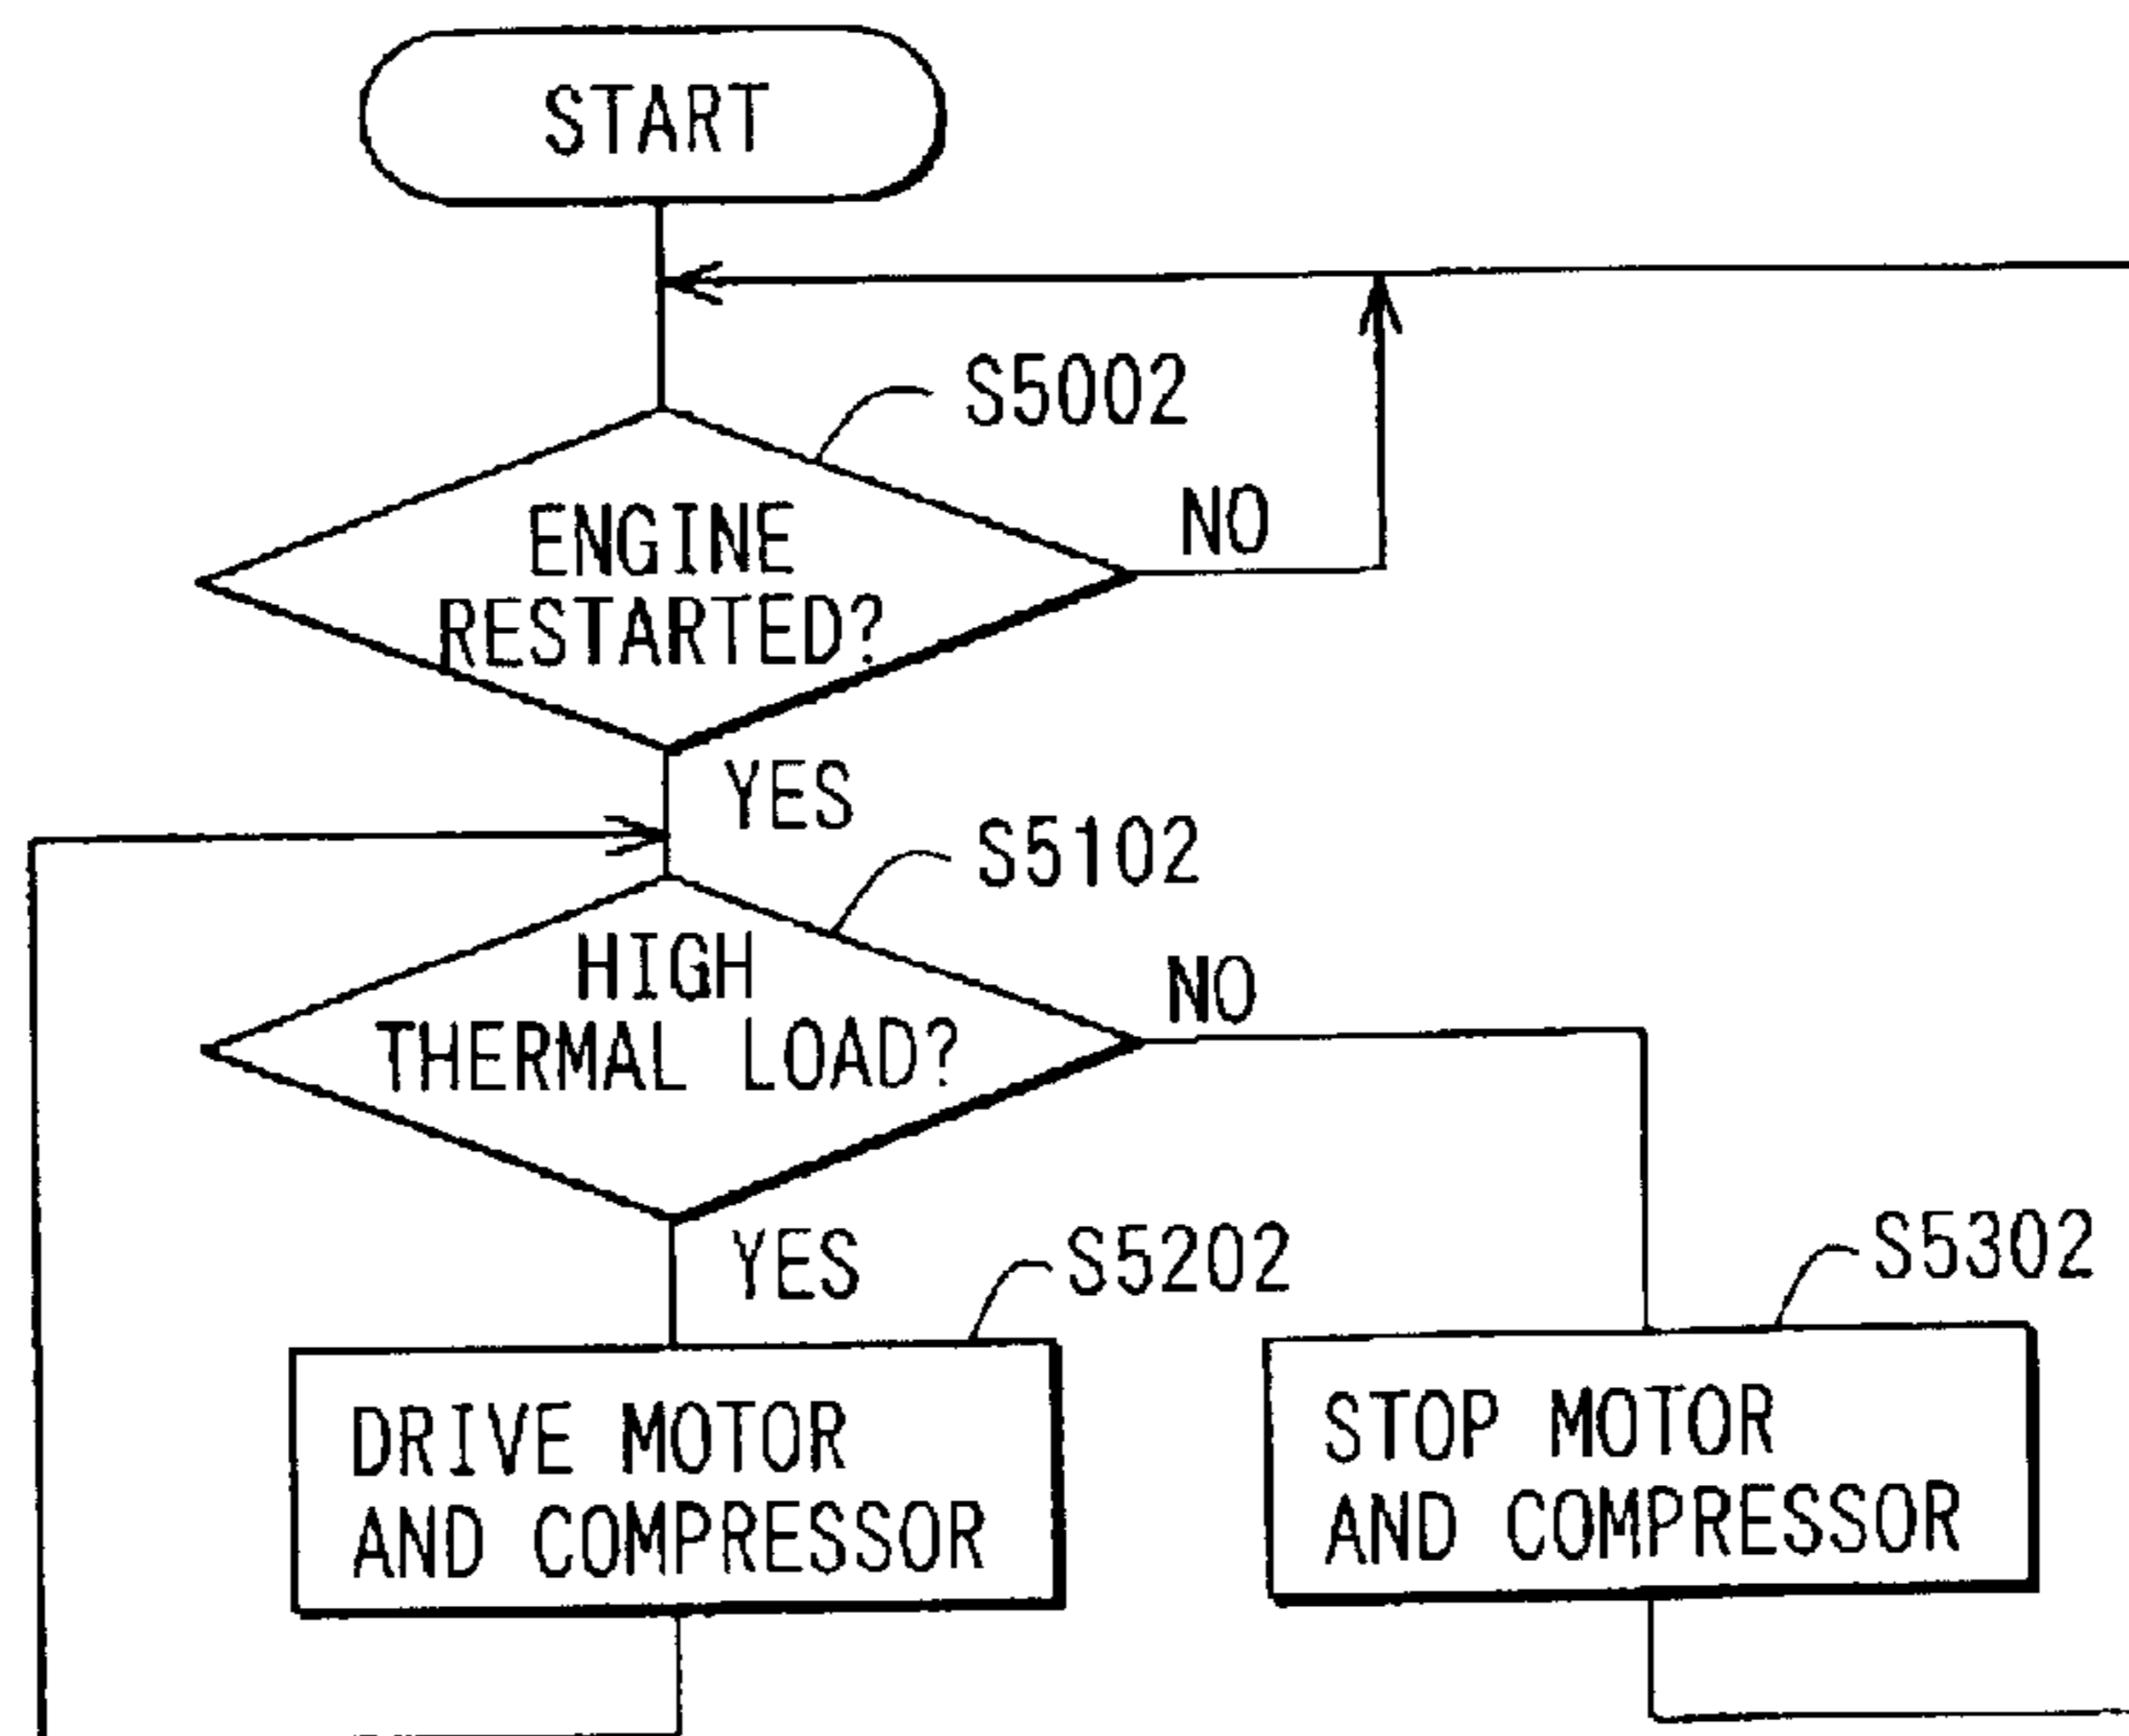 START
S5002
ENGINE
RESTARTED?
NO
YES
S5102
HIGH
THERMAL LOAD?
NO
YES
S5202
S5302
DRIVE MOTOR
AND COMPRESSOR
STOP MOTOR
AND COMPRESSOR